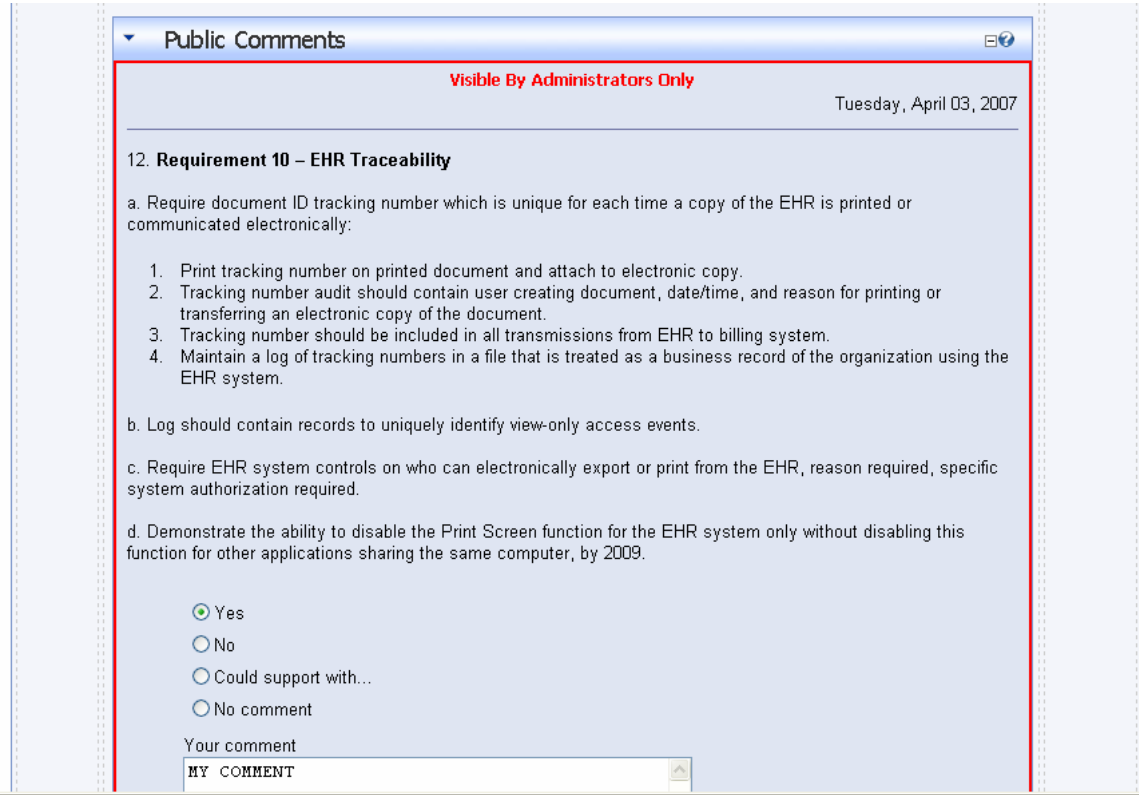 Public Comments
Visible By Administrators Only
Tuesday, April 03, 2007
12. Requirement 10 – EHR Traceability
a. Require document ID tracking number which is unique for each time a copy of the EHR is printed or
communicated electronically:
1. Print tracking number on printed document and attach to electronic copy.
2. Tracking number audit should contain user creating document, date/time, and reason for printing or
transferring an electronic copy of the document.
3. Tracking number should be included in all transmissions from EHR to billing system.
4. Maintain a log of tracking numbers in a file that is treated as a business record of the organization using the
EHR system.
b. Log should contain records to uniquely identify view-only access events.
c. Require EHR system controls on who can electronically export or print from the EHR, reason required, specific
system authorization required.
d. Demonstrate the ability to disable the Print Screen function for the EHR system only without disabling this
function for other applications sharing the same computer, by 2009.
Yes
No
Could support with...
No comment
Your comment
MY COMMENT